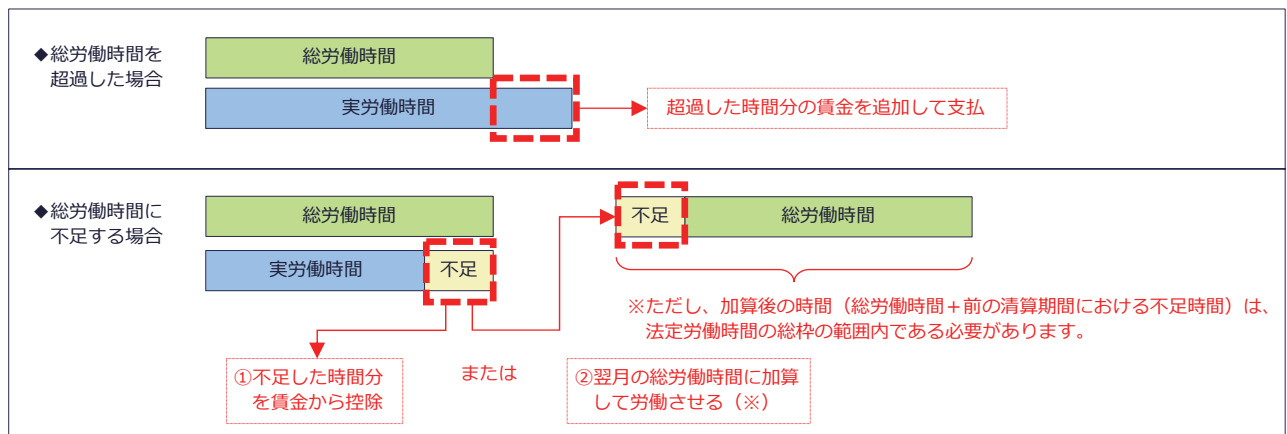 ◆総労働時間を
超過した場合
総労働時間
実労働時間
超過した時間分の賃金を追加して支払
◆総労働時間に
不足する場合
総労働時間
実労働時間
不足
不足
総労働時間
※ただし、加算後の時間（総労働時間＋前の清算期間における不足時間）は、
法定労働時間の総枠の範囲内である必要があります。
①不足した時間分
を賃金から控除
または
②翌月の総労働時間に加算
して労働させる（※）